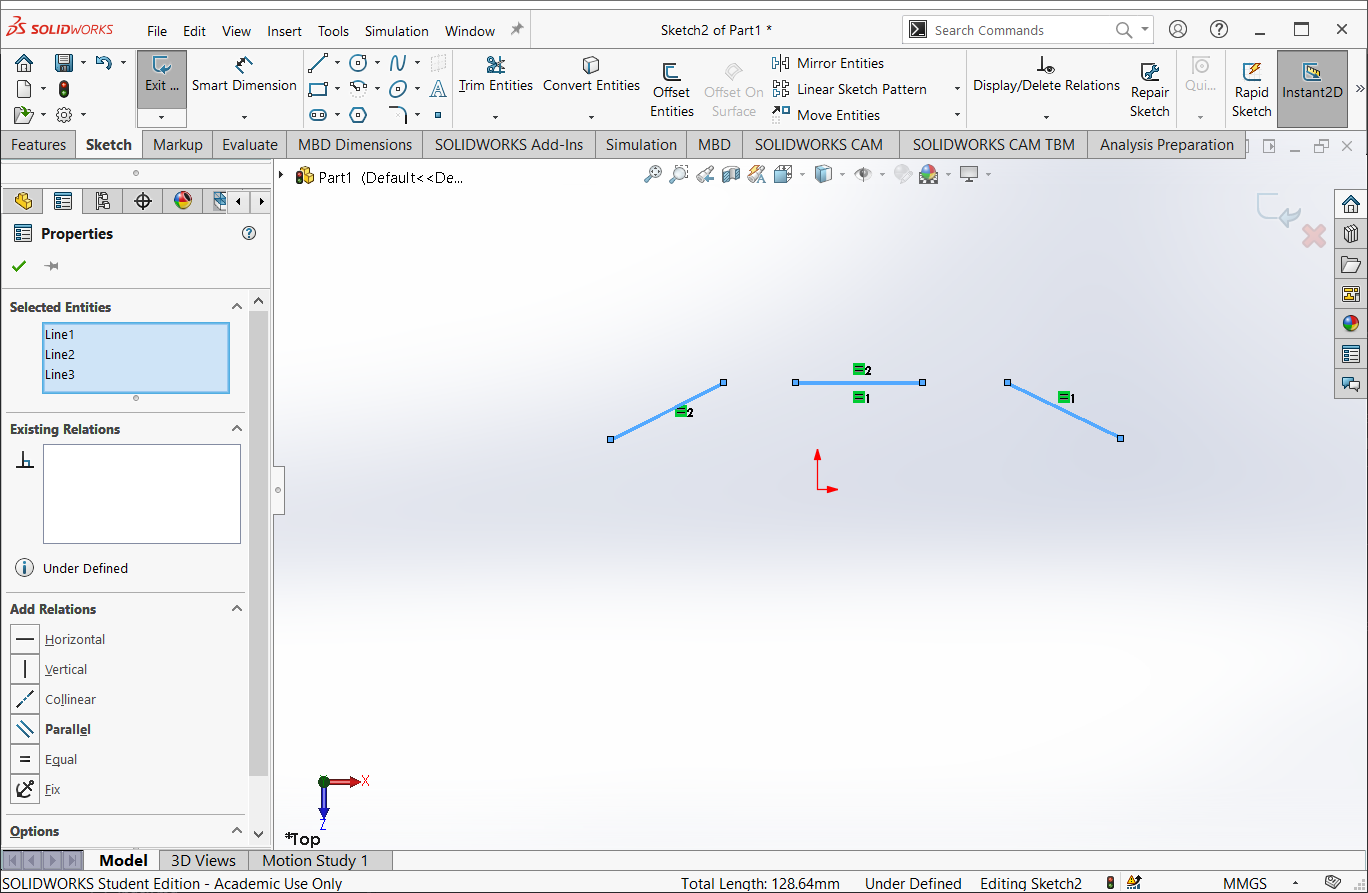 SOLIDWORKS File Edit View Insert Tools Simulation Window Sketch2 of Part1 * Search Commands
Exit ... Smart Dimension Trim Entities Convert Entities Offset Entities Offset On Surface Mirror Entities Linear Sketch Pattern Move Entities Display/Delete Relations Repair Sketch Qui... Rapid Sketch Instant2D
Features Sketch Markup Evaluate MBD Dimensions SOLIDWORKS Add-Ins Simulation MBD SOLIDWORKS CAM SOLIDWORKS CAM TBM Analysis Preparation
Part1 (Default<<De...
Properties
Selected Entities
Line1
Line2
Line3
Existing Relations
Under Defined
Add Relations
Horizontal
Vertical
Collinear
Parallel
Equal
Fix
Options
2
2
1
1
X
Z
*Top
Model 3D Views Motion Study 1
SOLIDWORKS Student Edition - Academic Use Only Total Length: 128.64mm Under Defined Editing Sketch2 MMGS